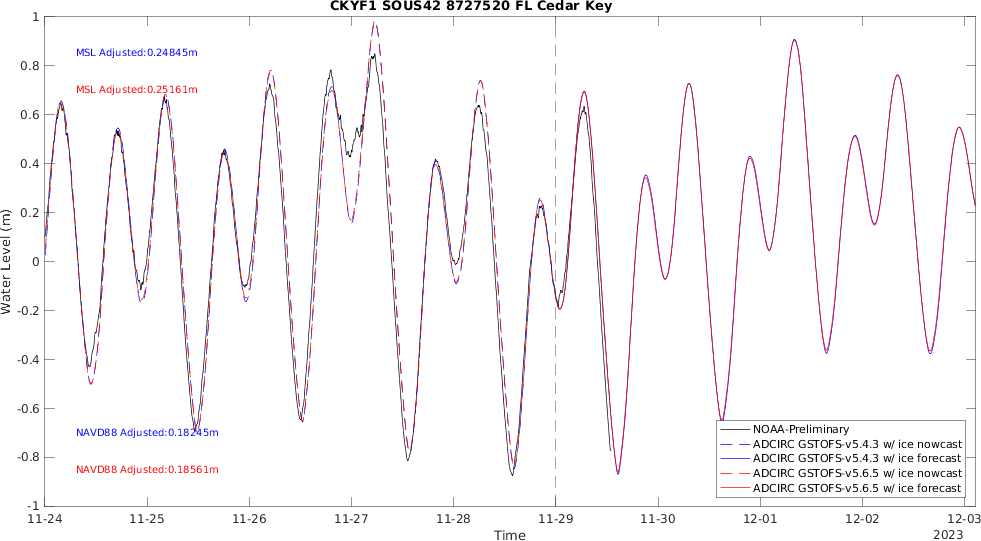 CKYF1 SOUS42 8727520 FL Cedar Key
1
0.8
0.6
0.4
0.2
0
-0.2
-0.4
-0.6
-0.8
-1
Water Level (m)
MSL Adjusted:0.24845m
MSL Adjusted:0.25161m
NAVD88 Adjusted:0.18245m
NAVD88 Adjusted:0.18561m
NOAA-Preliminary
ADCIRC GSTOFS-v5.4.3 w/ ice nowcast
ADCIRC GSTOFS-v5.4.3 w/ ice forecast
ADCIRC GSTOFS-v5.6.5 w/ ice nowcast
ADCIRC GSTOFS-v5.6.5 w/ ice forecast
11-24 11-25 11-26 11-27 11-28 11-29 11-30 12-01 12-02 12-03
Time 2023